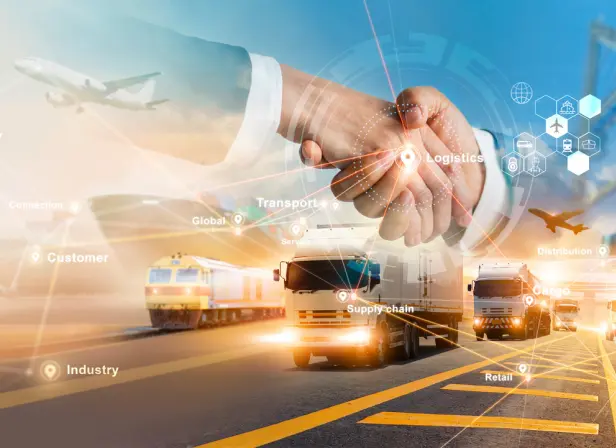 Logistics
Connection
Transport
Global
Customer
Distribution
Cargo
Supply chain
Industry
Retail